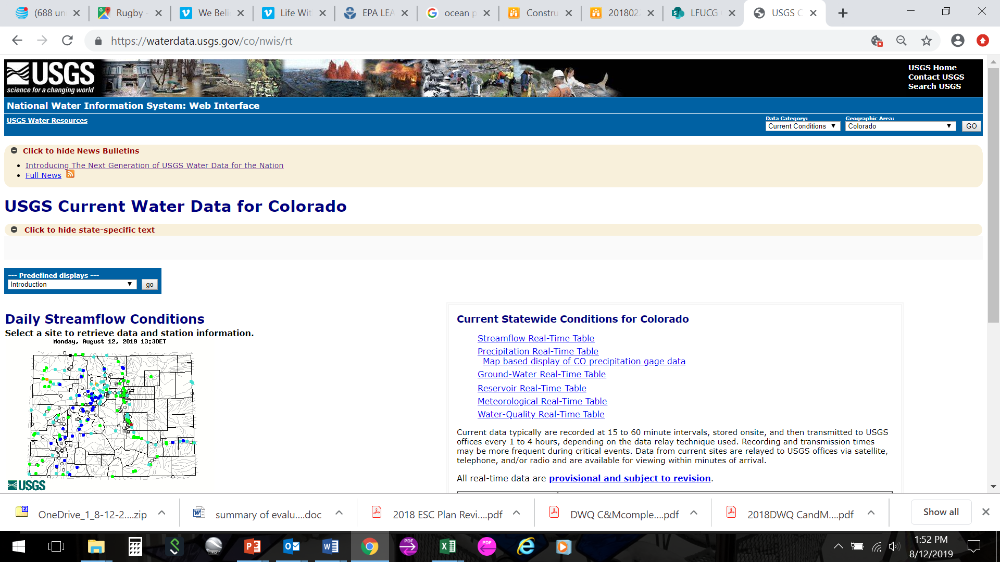 (688 un
Rugby -
We Beli
Life Wit
EPA LEA
ocean p
Constru
201802
LFUCG
USGS C
https://waterdata.usgs.gov/co/nwis/rt
USGS
science for a changing world
USGS Home
Contact USGS
Search USGS
National Water Information System: Web Interface
USGS Water Resources
Data Category:
Current Conditions
Geographic Area:
Colorado
GO
Click to hide News Bulletins
Introducing The Next Generation of USGS Water Data for the Nation
Full News
USGS Current Water Data for Colorado
Click to hide state-specific text
--- Predefined displays ---
Introduction
go
Daily Streamflow Conditions
Select a site to retrieve data and station information.
Monday, August 12, 2019 13:30ET
USGS
Current Statewide Conditions for Colorado
Streamflow Real-Time Table
Precipitation Real-Time Table
Map based display of CO precipitation gage data
Ground-Water Real-Time Table
Reservoir Real-Time Table
Meteorological Real-Time Table
Water-Quality Real-Time Table
Current data typically are recorded at 15 to 60 minute intervals, stored onsite, and then transmitted to USGS
offices every 1 to 4 hours, depending on the data relay technique used. Recording and transmission times
may be more frequent during critical events. Data from current sites are relayed to USGS offices via satellite,
telephone, and/or radio and are available for viewing within minutes of arrival.
All real-time data are provisional and subject to revision.
OneDrive_1_8-12-2....zip
summary of evalu....doc
2018 ESC Plan Revi....pdf
DWQ C&Mcomple....pdf
2018DWQ CandM....pdf
Show all
PRO
PDF
PDF
1:52 PM
8/12/2019